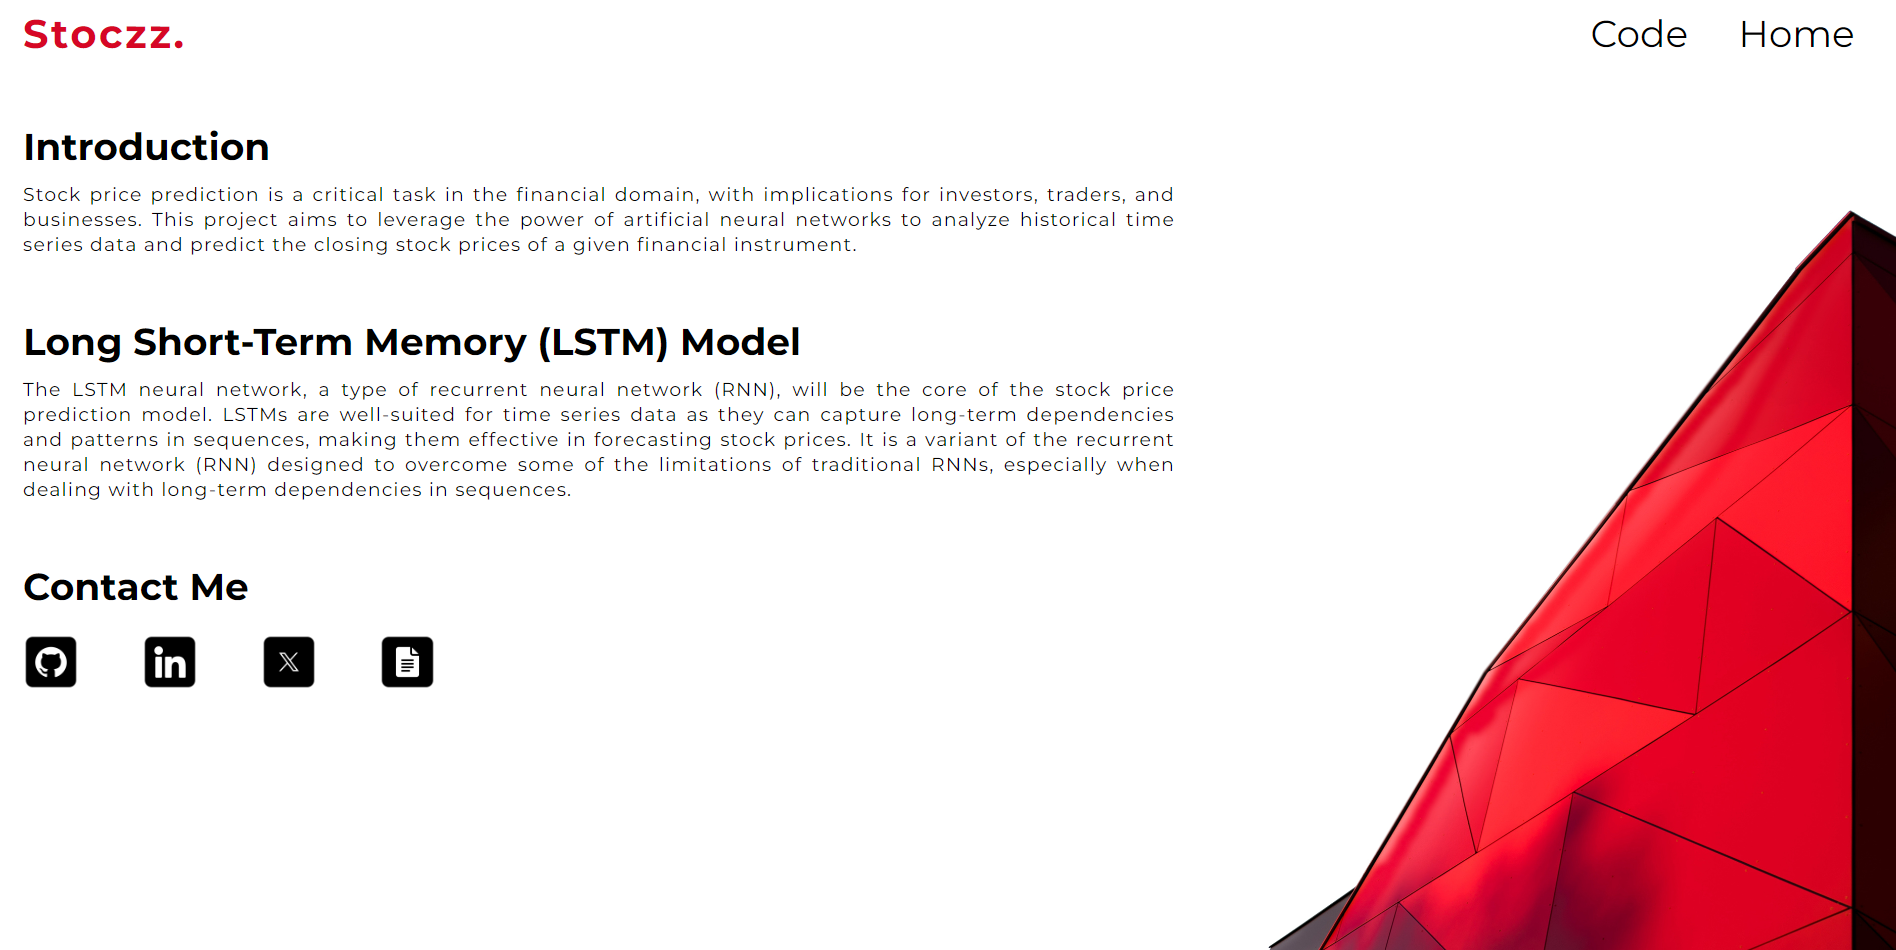 Stoczz.
Code Home
Introduction
Stock price prediction is a critical task in the financial domain, with implications for investors, traders, and
businesses. This project aims to leverage the power of artificial neural networks to analyze historical time
series data and predict the closing stock prices of a given financial instrument.
Long Short-Term Memory (LSTM) Model
The LSTM neural network, a type of recurrent neural network (RNN), will be the core of the stock price
prediction model. LSTMs are well-suited for time series data as they can capture long-term dependencies
and patterns in sequences, making them effective in forecasting stock prices. It is a variant of the recurrent
neural network (RNN) designed to overcome some of the limitations of traditional RNNs, especially when
dealing with long-term dependencies in sequences.
Contact Me
in X